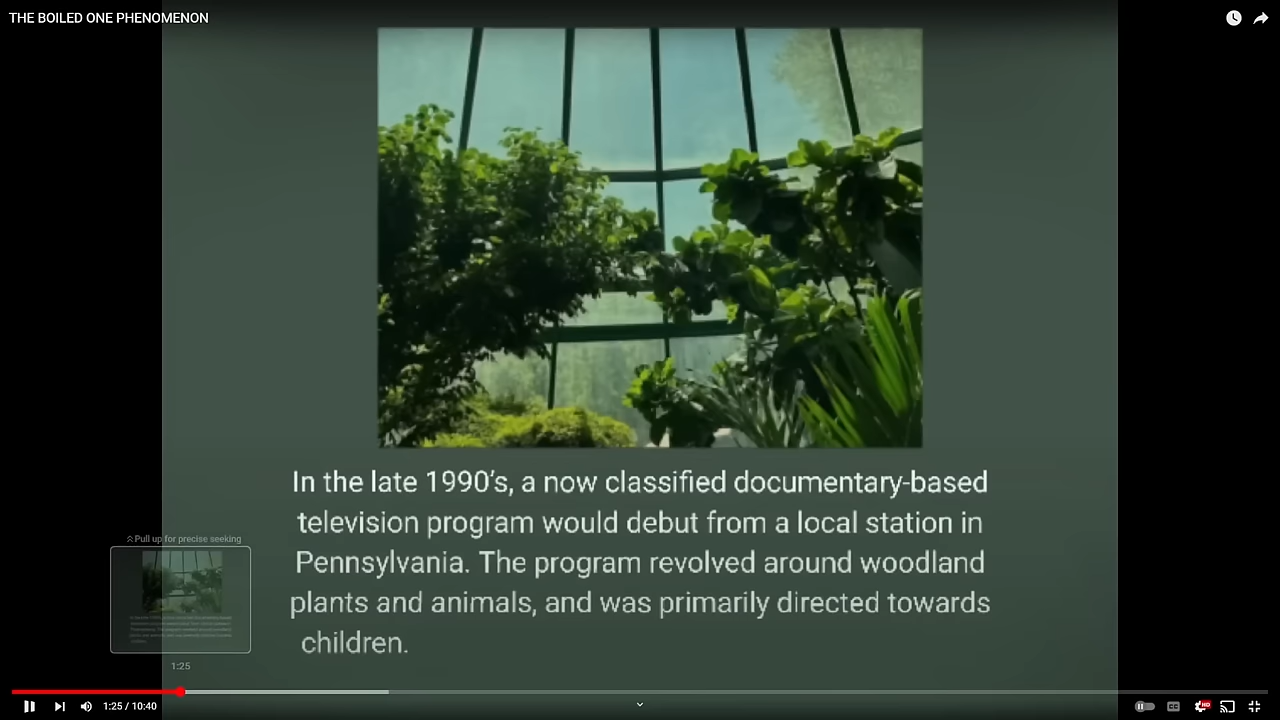 THE BOILED ONE PHENOMENON
In the late 1990's, a now classified documentary-based
television program would debut from a local station in
Pennsylvania. The program revolved around woodland
plants and animals, and was primarily directed towards
children.
Pull up for precise seeking
1:25
1:25 / 10:40
CC
HD